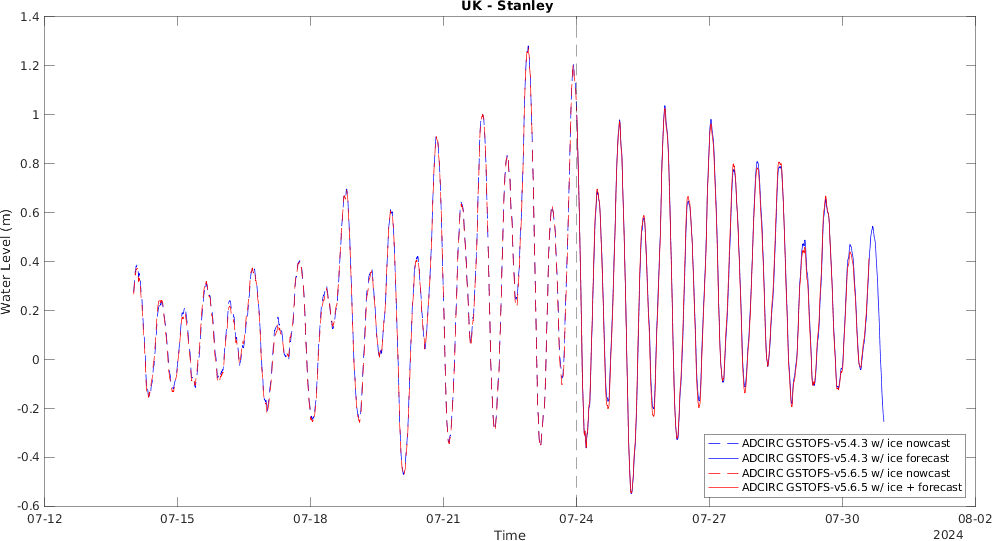 UK - Stanley
1.4
1.2
1
0.8
0.6
0.4
0.2
0
-0.2
-0.4
-0.6
Water Level (m)
ADCIRC GSTOFS-v5.4.3 w/ ice nowcast
ADCIRC GSTOFS-v5.4.3 w/ ice forecast
ADCIRC GSTOFS-v5.6.5 w/ ice nowcast
ADCIRC GSTOFS-v5.6.5 w/ ice + forecast
07-12 07-15 07-18 07-21 07-24 07-27 07-30 08-02
Time
2024